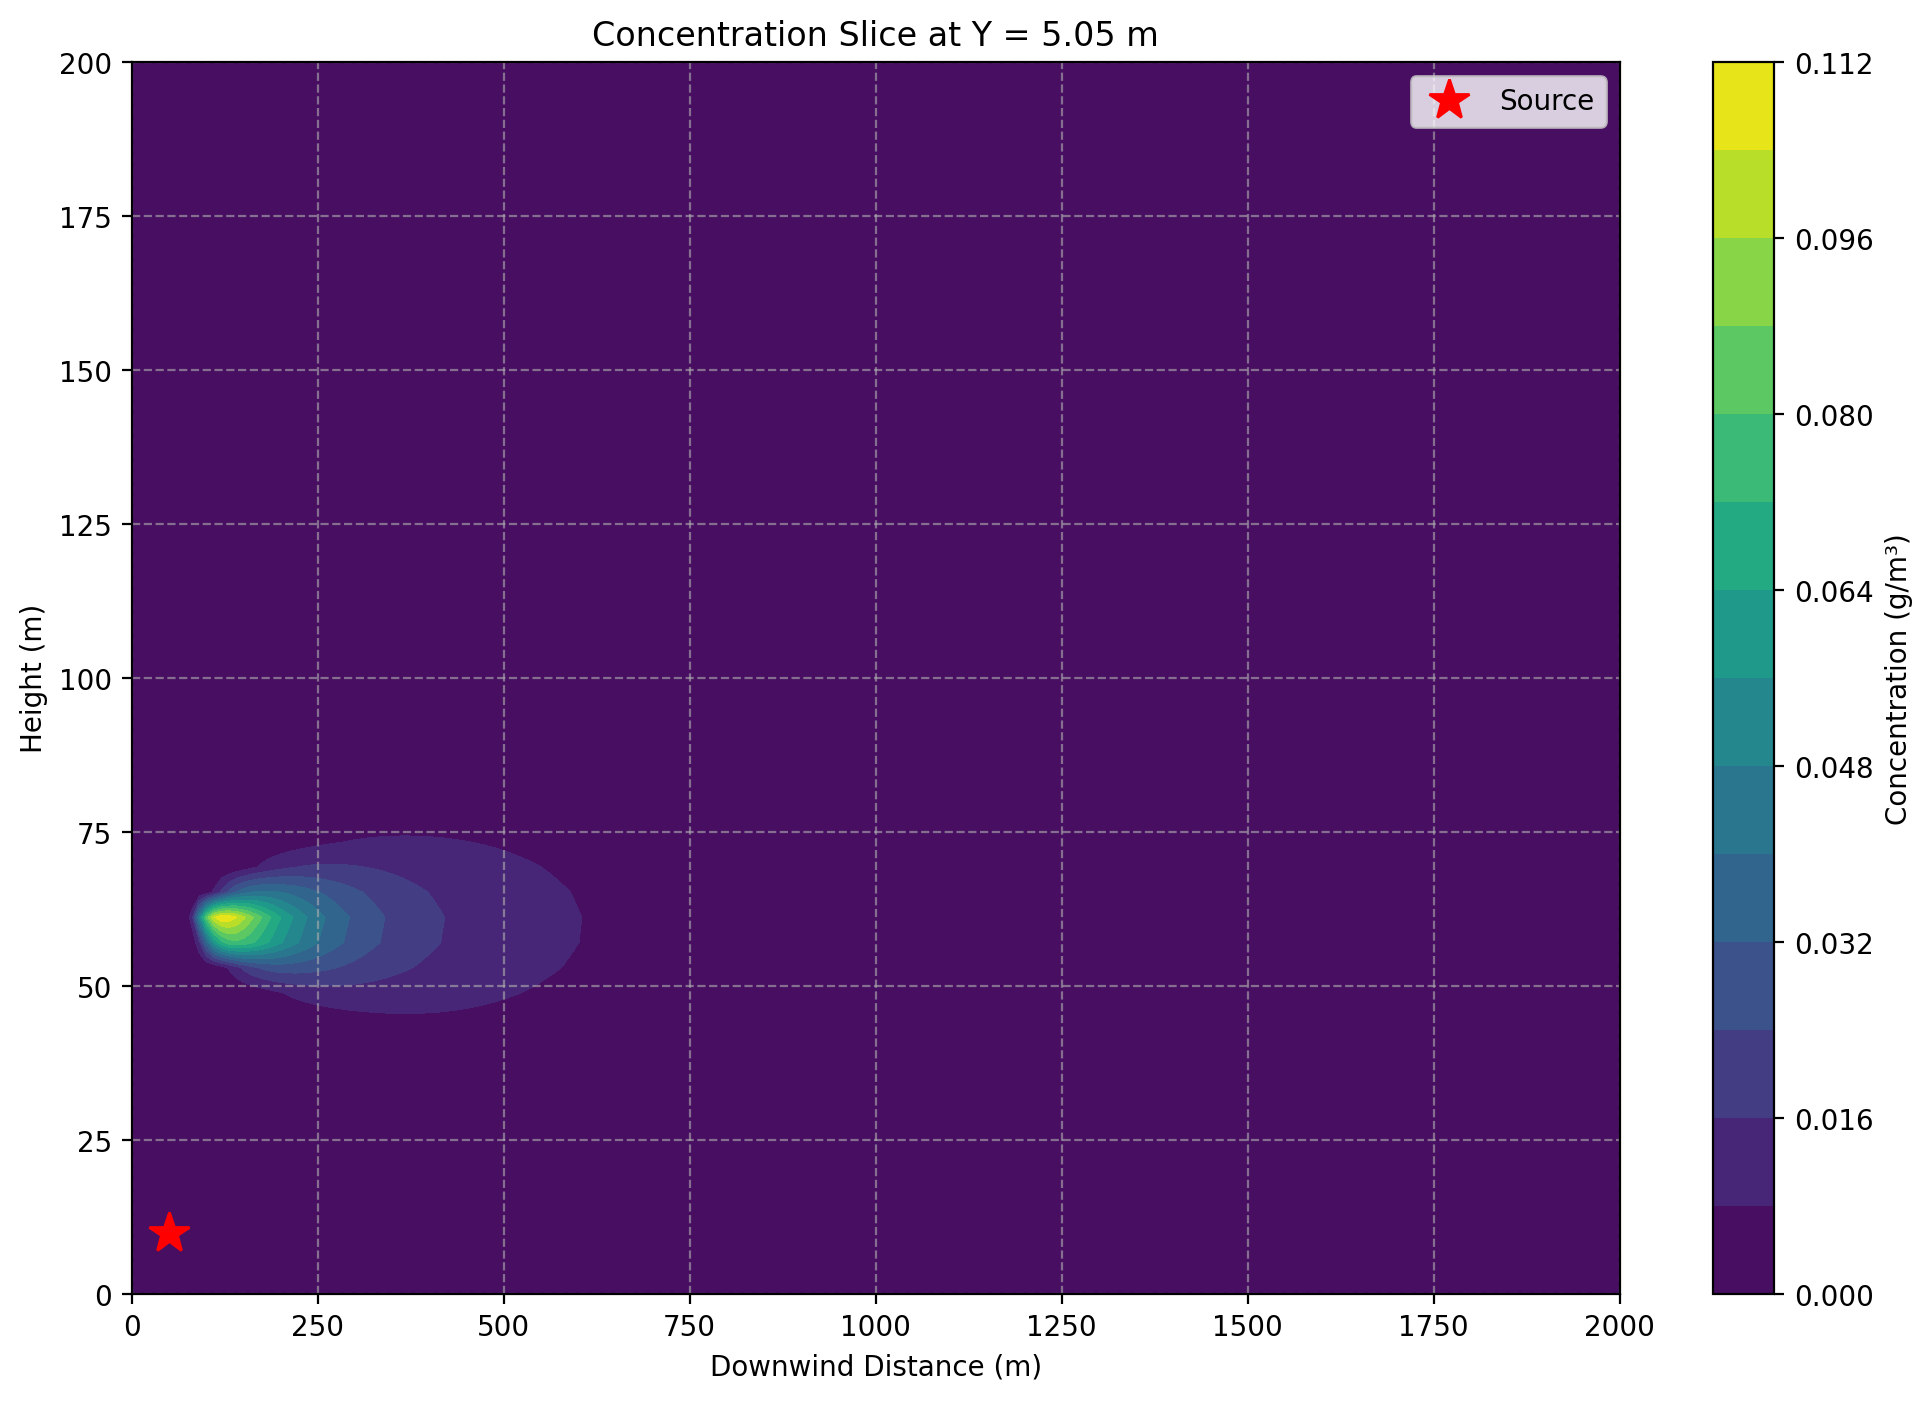 Concentration Slice at Y = 5.05 m
Source
200
175
150
125
100
75
50
25
0
Height (m)
0 250 500 750 1000 1250 1500 1750 2000
Downwind Distance (m)
0.112
0.096
0.080
0.064
0.048
0.032
0.016
0.000
Concentration (g/m³)